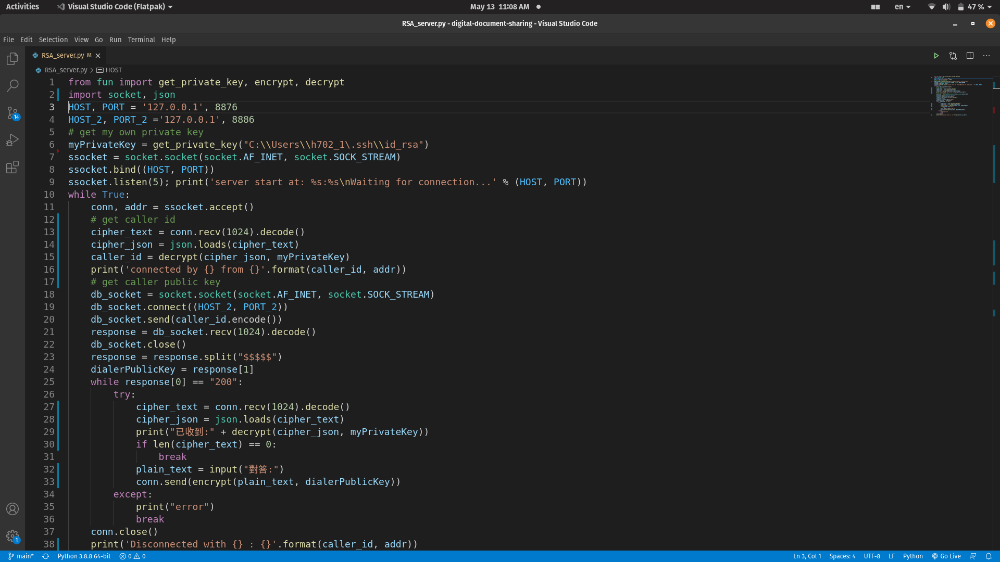 Activities Visual Studio Code (Flatpak) May 13 11:08 AM en 47 %
RSA_server.py - digital-document-sharing - Visual Studio Code
File Edit Selection View Go Run Terminal Help
RSA_server.py M
RSA_server.py > HOST
1 from fun import get_private_key, encrypt, decrypt
2 import socket, json
3 HOST, PORT = '127.0.0.1', 8876
4 HOST_2, PORT_2 ='127.0.0.1', 8886
5 # get my own private key
6 myPrivateKey = get_private_key("C:\\Users\\h702_1\.ssh\\id_rsa")
7 ssocket = socket.socket(socket.AF_INET, socket.SOCK_STREAM)
8 ssocket.bind((HOST, PORT))
9 ssocket.listen(5); print('server start at: %s:%s\nWaiting for connection...' % (HOST, PORT))
10 while True:
11     conn, addr = ssocket.accept()
12     # get caller id
13     cipher_text = conn.recv(1024).decode()
14     cipher_json = json.loads(cipher_text)
15     caller_id = decrypt(cipher_json, myPrivateKey)
16     print('connected by {} from {}'.format(caller_id, addr))
17     # get caller public key
18     db_socket = socket.socket(socket.AF_INET, socket.SOCK_STREAM)
19     db_socket.connect((HOST_2, PORT_2))
20     db_socket.send(caller_id.encode())
21     response = db_socket.recv(1024).decode()
22     db_socket.close()
23     response = response.split("$$$$$")
24     dialerPublicKey = response[1]
25     while response[0] == "200":
26         try:
27             cipher_text = conn.recv(1024).decode()
28             cipher_json = json.loads(cipher_text)
29             print("已收到:" + decrypt(cipher_json, myPrivateKey))
30             if len(cipher_text) == 0:
31                 break
32             plain_text = input("對答:")
33             conn.send(encrypt(plain_text, dialerPublicKey))
34         except:
35             print("error")
36             break
37     conn.close()
38     print('Disconnected with {} : {}'.format(caller_id, addr))
14
1
main* Python 3.8.8 64-bit 0 0 Ln 3, Col 1 Spaces: 4 UTF-8 LF Python Go Live